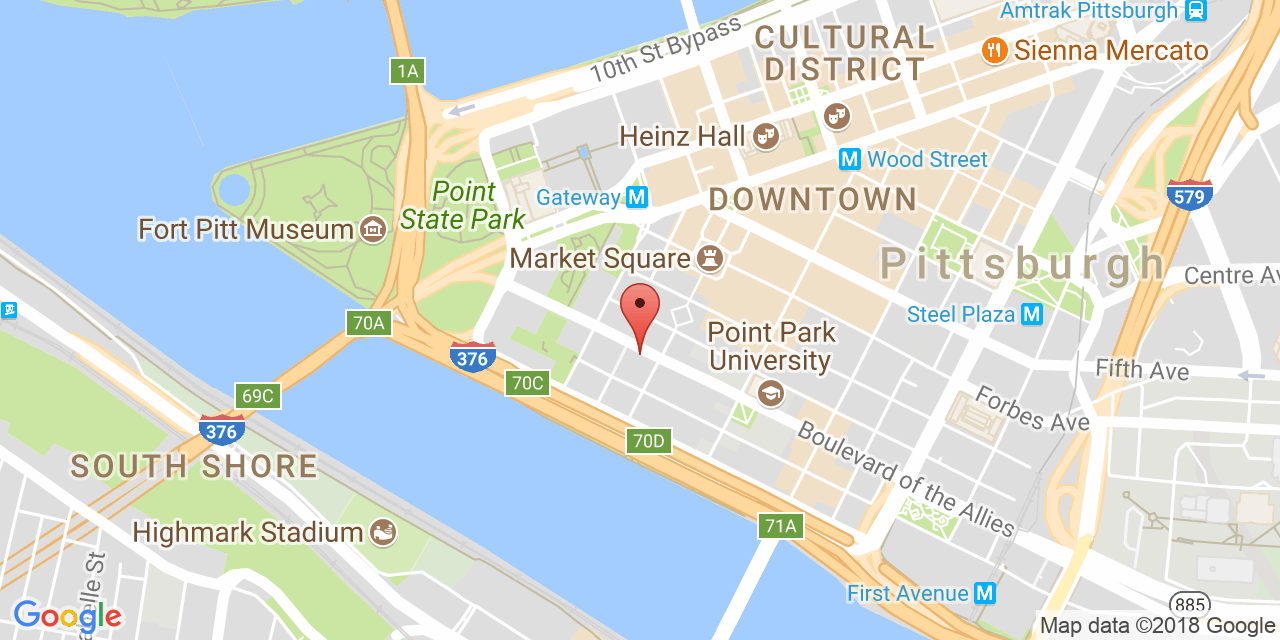 Amtrak Pittsburgh
10th St Bypass
CULTURAL
DISTRICT
Sienna Mercato
1A
Heinz Hall
M Wood Street
Point
State Park
Gateway M
DOWNTOWN
579
Fort Pitt Museum
Market Square
Pittsburgh
Centre Av
Steel Plaza M
70A
376
Point Park
University
70C
Fifth Ave
69C
Forbes Ave
376
70D
Boulevard of the Allies
SOUTH SHORE
Highmark Stadium
71A
elle St
First Avenue M
885
Google
Map data ©2018 Google